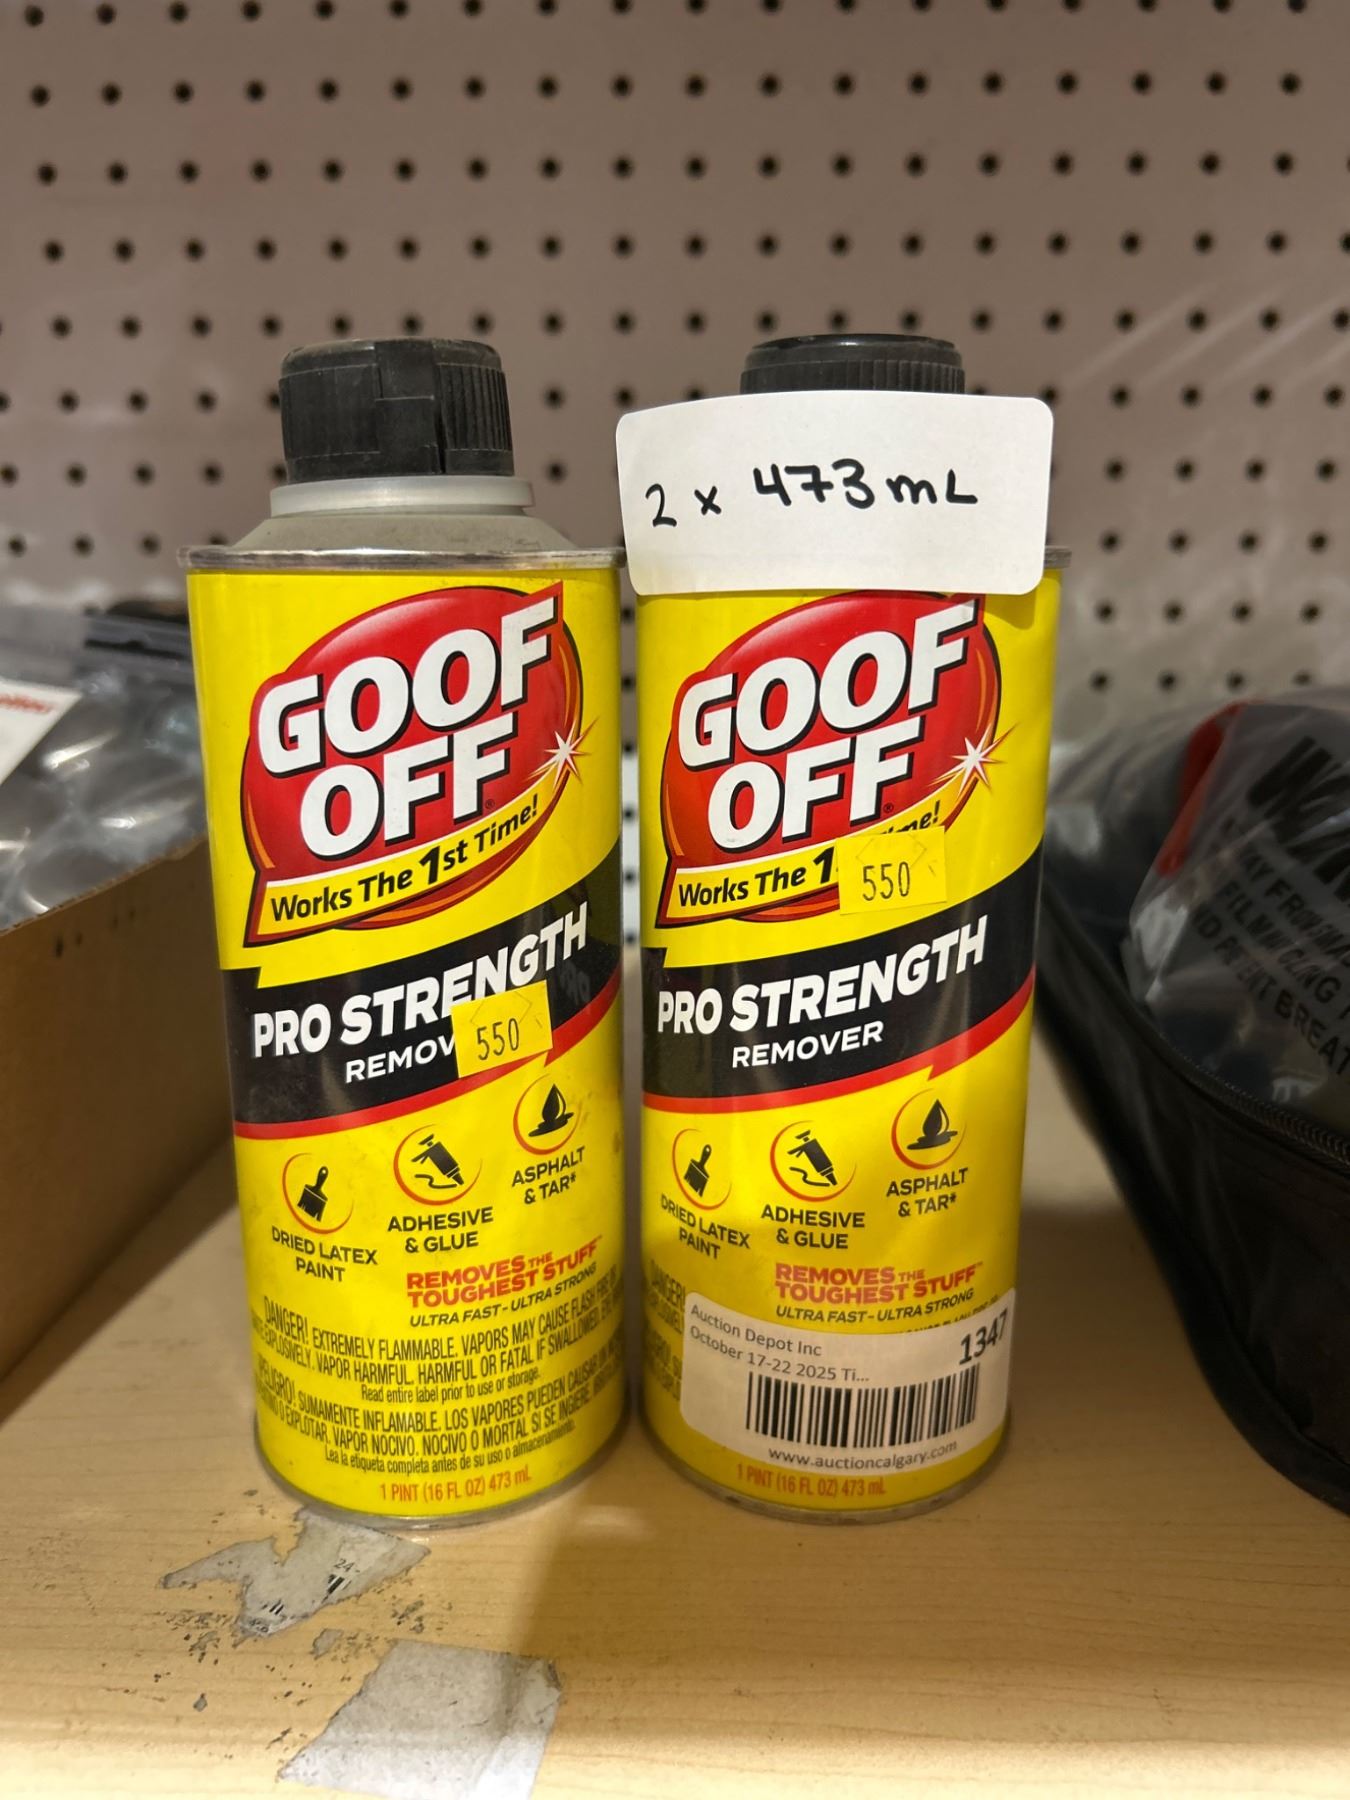 2 x 473mL
GOOF
OFF®
Works The 1st Time!
PRO STRENGTH
REMOV
550
DRIED LATEX
PAINT
ADHESIVE
& GLUE
ASPHALT
& TAR*
REMOVES THE
TOUGHEST STUFF™
ULTRA FAST - ULTRA STRONG
DANGER! EXTREMELY FLAMMABLE. VAPORS MAY CAUSE FLASH FIRE
EXPLOSIVELY. VAPOR HARMFUL. HARMFUL OR FATAL IF SWALLOWED.
Read entire label prior to use or storage.
¡PELIGRO! SUMAMENTE INFLAMABLE. LOS VAPORES PUEDEN CAUSAR
O EXPLOTAR. VAPOR NOCIVO. NOCIVO O MORTAL SI SE INGIERE.
Lea la etiqueta completa antes de su uso o almacenamiento.
1 PINT (16 FL OZ) 473 mL
GOOF
OFF
Works The 1 me!
550
PRO STRENGTH
REMOVER
DRIED LATEX
PAINT
ADHESIVE
& GLUE
ASPHALT
& TAR*
REMOVES THE
TOUGHEST STUFF™
ULTRA FAST - ULTRA STRONG
DANGER!
Auction Depot Inc
October 17-22 2025 Ti...
1347
www.auctioncalgary.com
1 PINT (16 FL OZ) 473 mL
24-